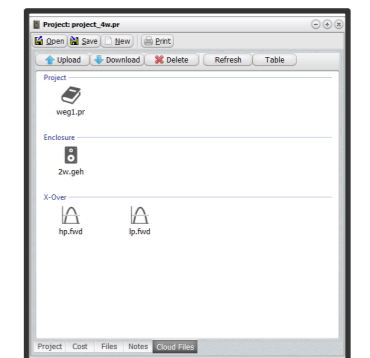 Project: project_4w.pr
Open Save New Print
Upload Download Delete Refresh Table
Project
weg1.pr
Enclosure
2w.geh
X-Over
hp.fwd lp.fwd
Project Cost Files Notes Cloud Files